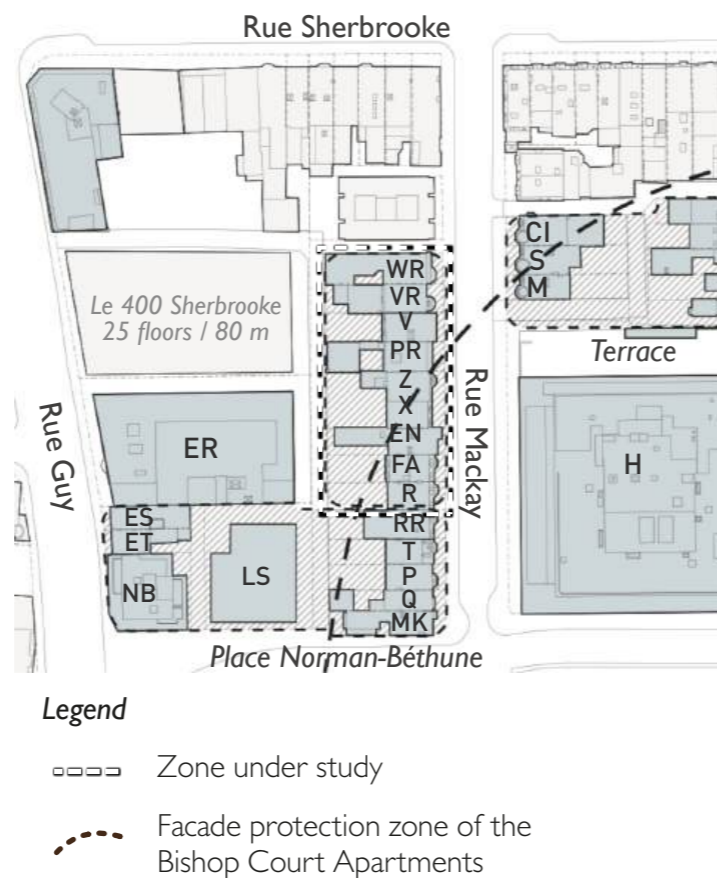 Rue Sherbrooke
CI
S
M
WR
VR
V
PR
Z
X
EN
FA
R
Le 400 Sherbrooke
25 floors / 80 m
Terrace
Rue Guy
Rue Mackay
ER
H
ES
ET
NB
LS
RR
T
P
Q
MK
Place Norman-Béthune
Legend
Zone under study
Facade protection zone of the
Bishop Court Apartments